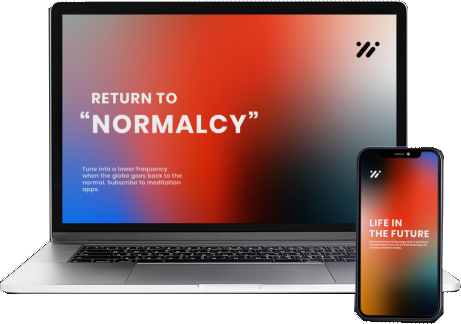 RETURN TO
“NORMALCY”
Tune into a lower frequency
when the globe goes back to the
normal. Subscribe to meditation
apps.
LIFE IN
THE FUTURE